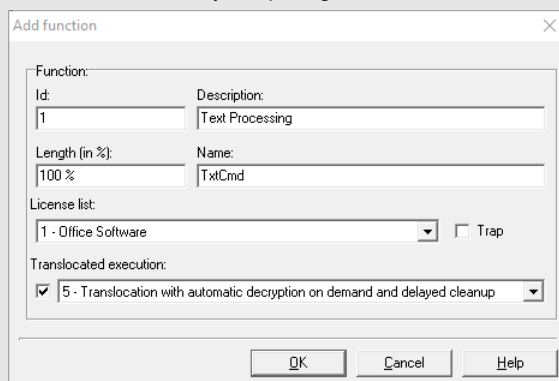 Add function
Function:
Id:
Description:
1
Text Processing
Length (in %):
Name:
100 %
TxtCmd
License list:
1 - Office Software
Trap
Translocated execution:
5 - Translocation with automatic decryption on demand and delayed cleanup
OK
Cancel
Help